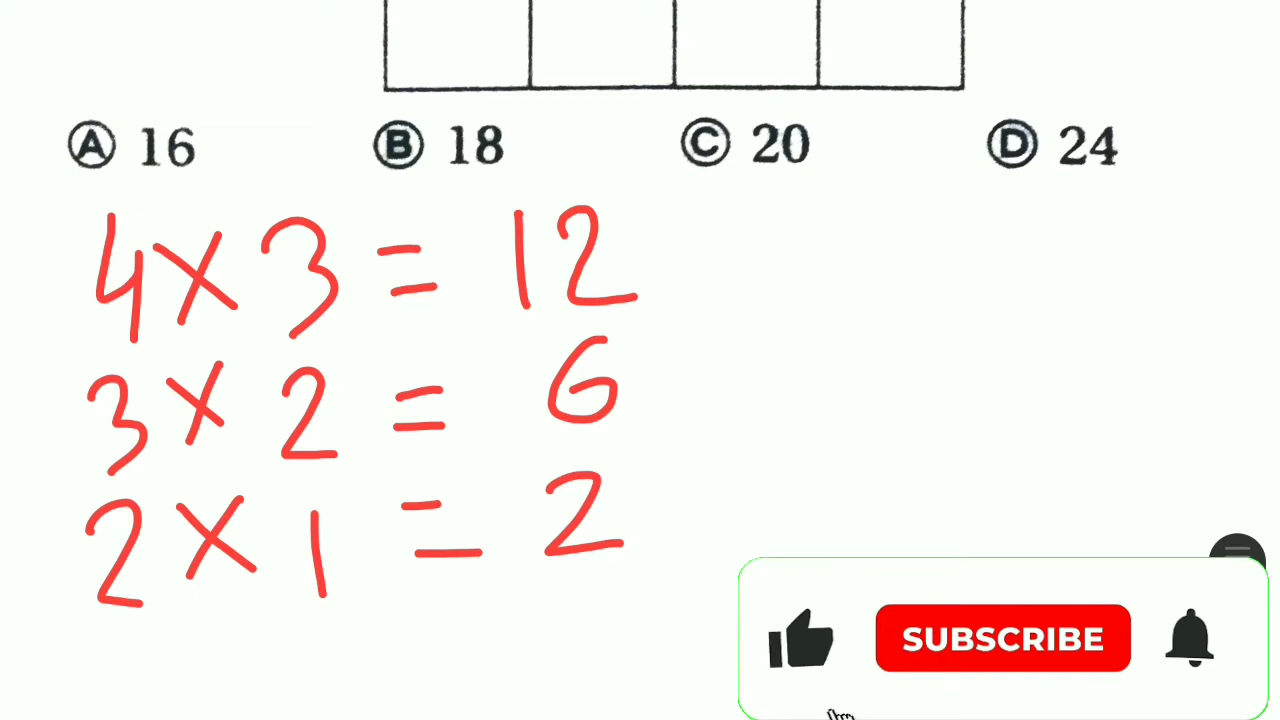 A 16 B 18 C 20 D 24
4 × 3 = 12
3 × 2 = 6
2 × 1 = 2
SUBSCRIBE